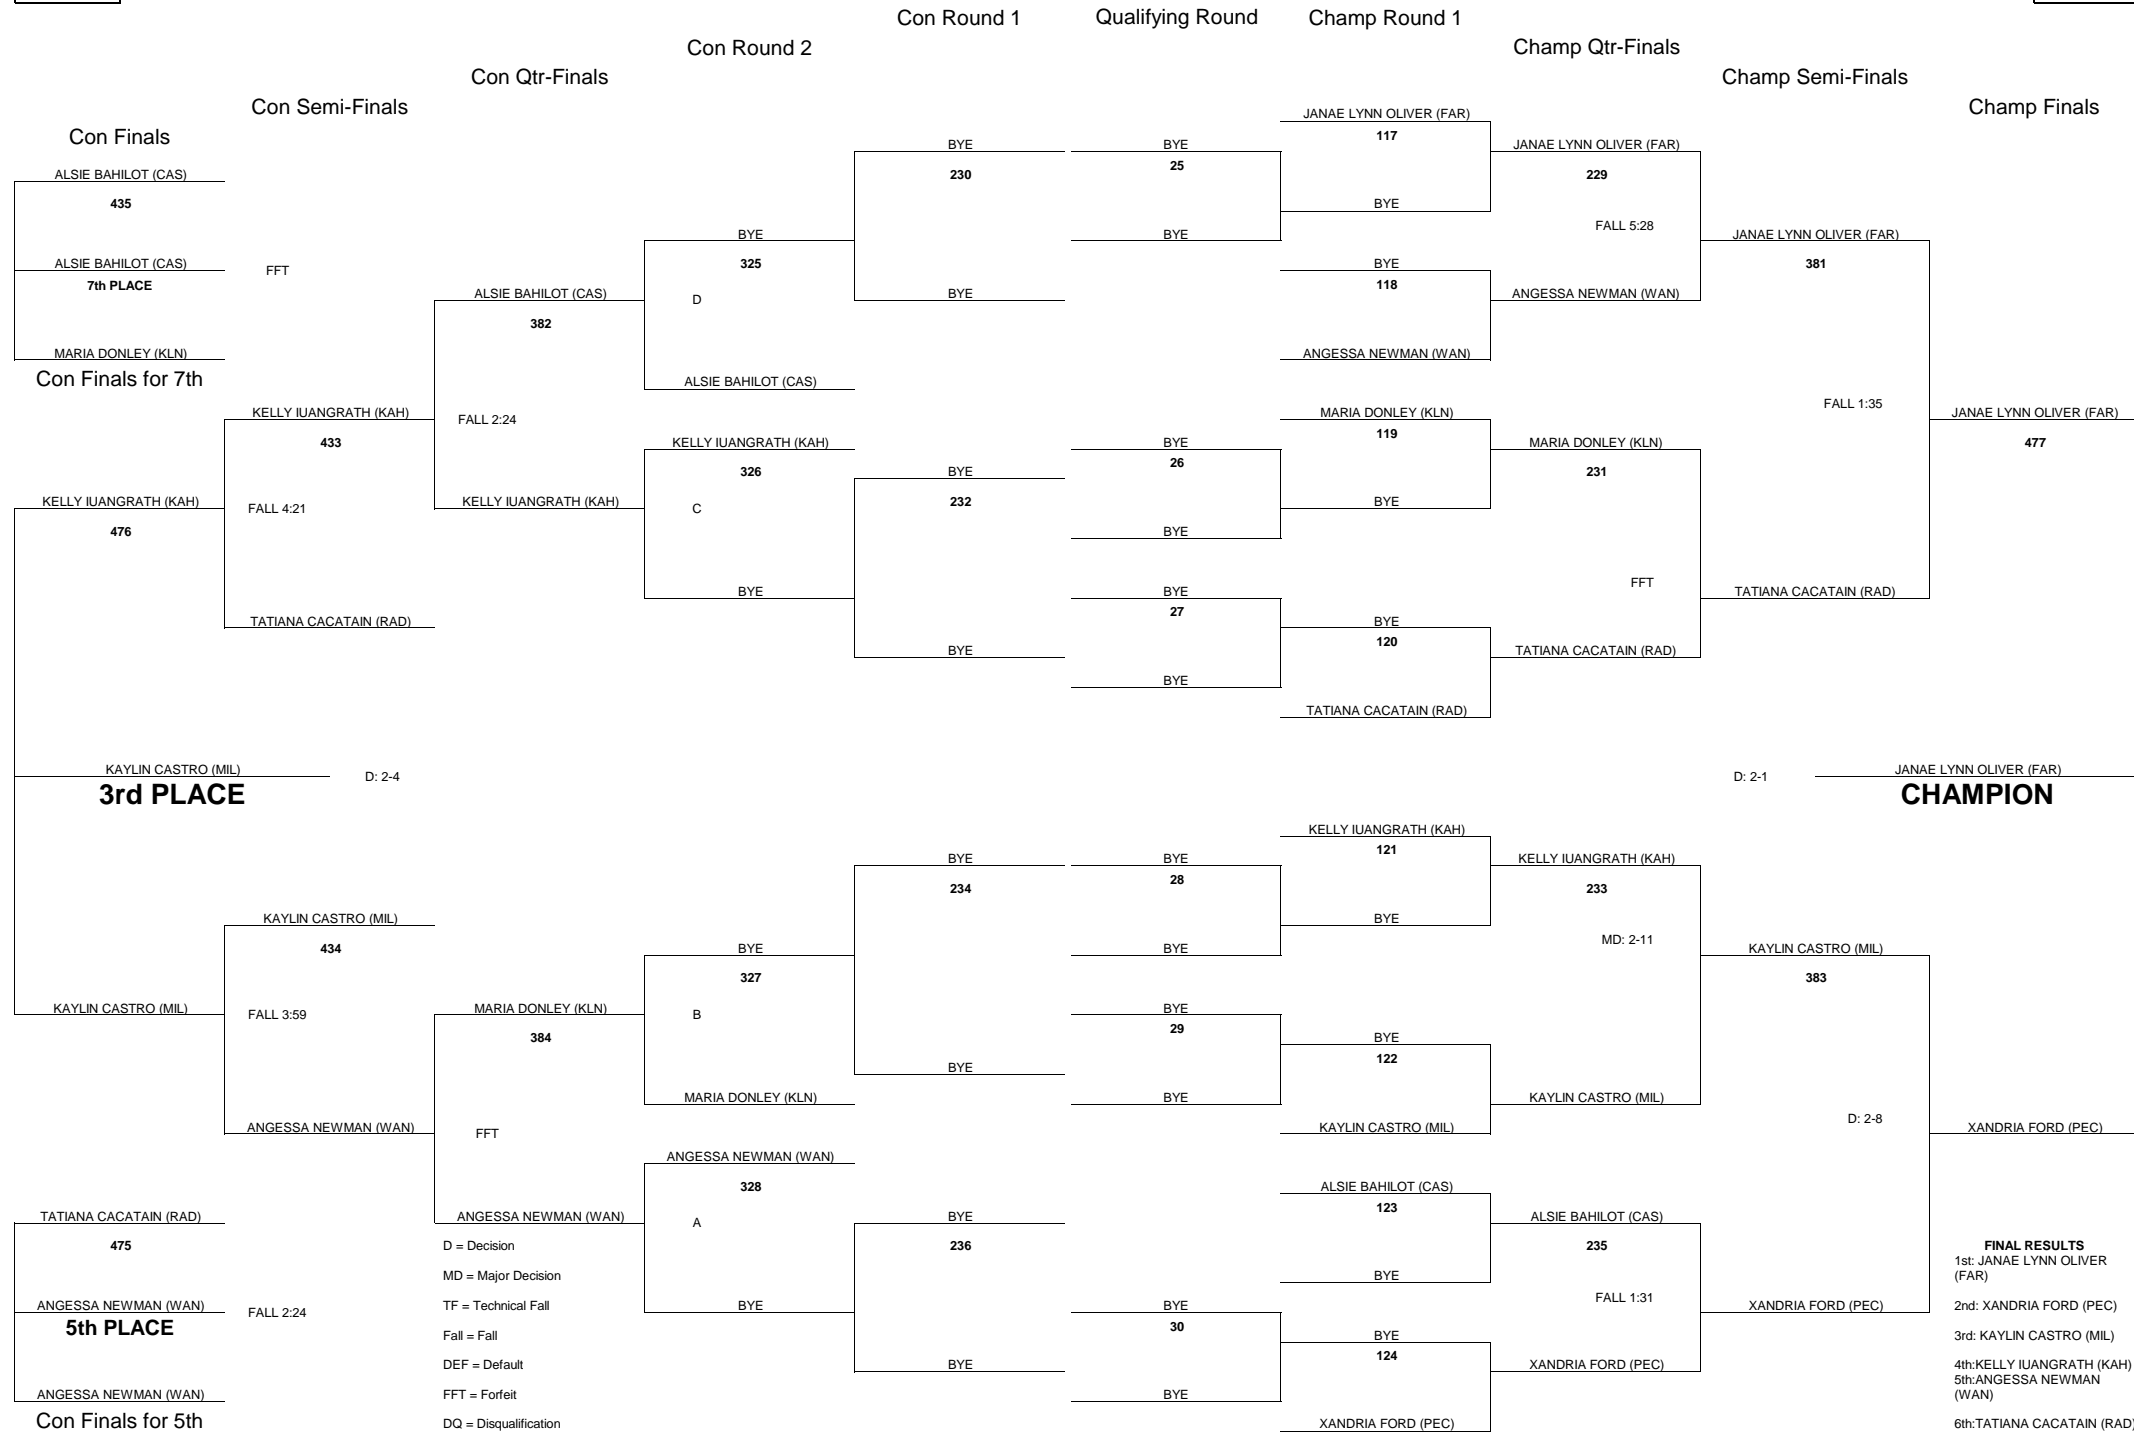 Con Round 1
Qualifying Round
Champ Round 1
Con Round 2
Champ Qtr-Finals
Con Qtr-Finals
Champ Semi-Finals
Con Semi-Finals
Champ Finals
Con Finals
ALSIE BAHILOT (CAS)
435
ALSIE BAHILOT (CAS)
FFT
7th PLACE
MARIA DONLEY (KLN)
Con Finals for 7th
KELLY IUANGRATH (KAH)
476
KAYLIN CASTRO (MIL)
3rd PLACE
D: 2-4
KAYLIN CASTRO (MIL)
TATIANA CACATAIN (RAD)
475
ANGESSA NEWMAN (WAN)
FALL 2:24
5th PLACE
ANGESSA NEWMAN (WAN)
Con Finals for 5th
KELLY IUANGRATH (KAH)
433
FALL 4:21
TATIANA CACATAIN (RAD)
KAYLIN CASTRO (MIL)
434
FALL 3:59
ANGESSA NEWMAN (WAN)
ALSIE BAHILOT (CAS)
382
FALL 2:24
KELLY IUANGRATH (KAH)
MARIA DONLEY (KLN)
384
FFT
ANGESSA NEWMAN (WAN)
D = Decision
MD = Major Decision
TF = Technical Fall
Fall = Fall
DEF = Default
FFT = Forfeit
DQ = Disqualification
BYE
325
D
ALSIE BAHILOT (CAS)
KELLY IUANGRATH (KAH)
326
C
BYE
BYE
327
B
MARIA DONLEY (KLN)
ANGESSA NEWMAN (WAN)
328
A
BYE
BYE
230
BYE
BYE
232
BYE
BYE
234
BYE
BYE
236
BYE
BYE
25
BYE
BYE
26
BYE
BYE
27
BYE
BYE
28
BYE
BYE
29
BYE
BYE
30
BYE
JANAE LYNN OLIVER (FAR)
117
BYE
BYE
118
ANGESSA NEWMAN (WAN)
MARIA DONLEY (KLN)
119
BYE
BYE
120
TATIANA CACATAIN (RAD)
KELLY IUANGRATH (KAH)
121
BYE
BYE
122
KAYLIN CASTRO (MIL)
ALSIE BAHILOT (CAS)
123
BYE
BYE
124
XANDRIA FORD (PEC)
JANAE LYNN OLIVER (FAR)
229
FALL 5:28
ANGESSA NEWMAN (WAN)
MARIA DONLEY (KLN)
231
FFT
TATIANA CACATAIN (RAD)
KELLY IUANGRATH (KAH)
233
MD: 2-11
KAYLIN CASTRO (MIL)
ALSIE BAHILOT (CAS)
235
FALL 1:31
XANDRIA FORD (PEC)
JANAE LYNN OLIVER (FAR)
381
FALL 1:35
TATIANA CACATAIN (RAD)
KAYLIN CASTRO (MIL)
383
D: 2-8
XANDRIA FORD (PEC)
JANAE LYNN OLIVER (FAR)
477
D: 2-1
JANAE LYNN OLIVER (FAR)
CHAMPION
XANDRIA FORD (PEC)
FINAL RESULTS
1st: JANAE LYNN OLIVER
(FAR)
2nd: XANDRIA FORD (PEC)
3rd: KAYLIN CASTRO (MIL)
4th:KELLY IUANGRATH (KAH)
5th:ANGESSA NEWMAN
(WAN)
6th:TATIANA CACATAIN (RAD)